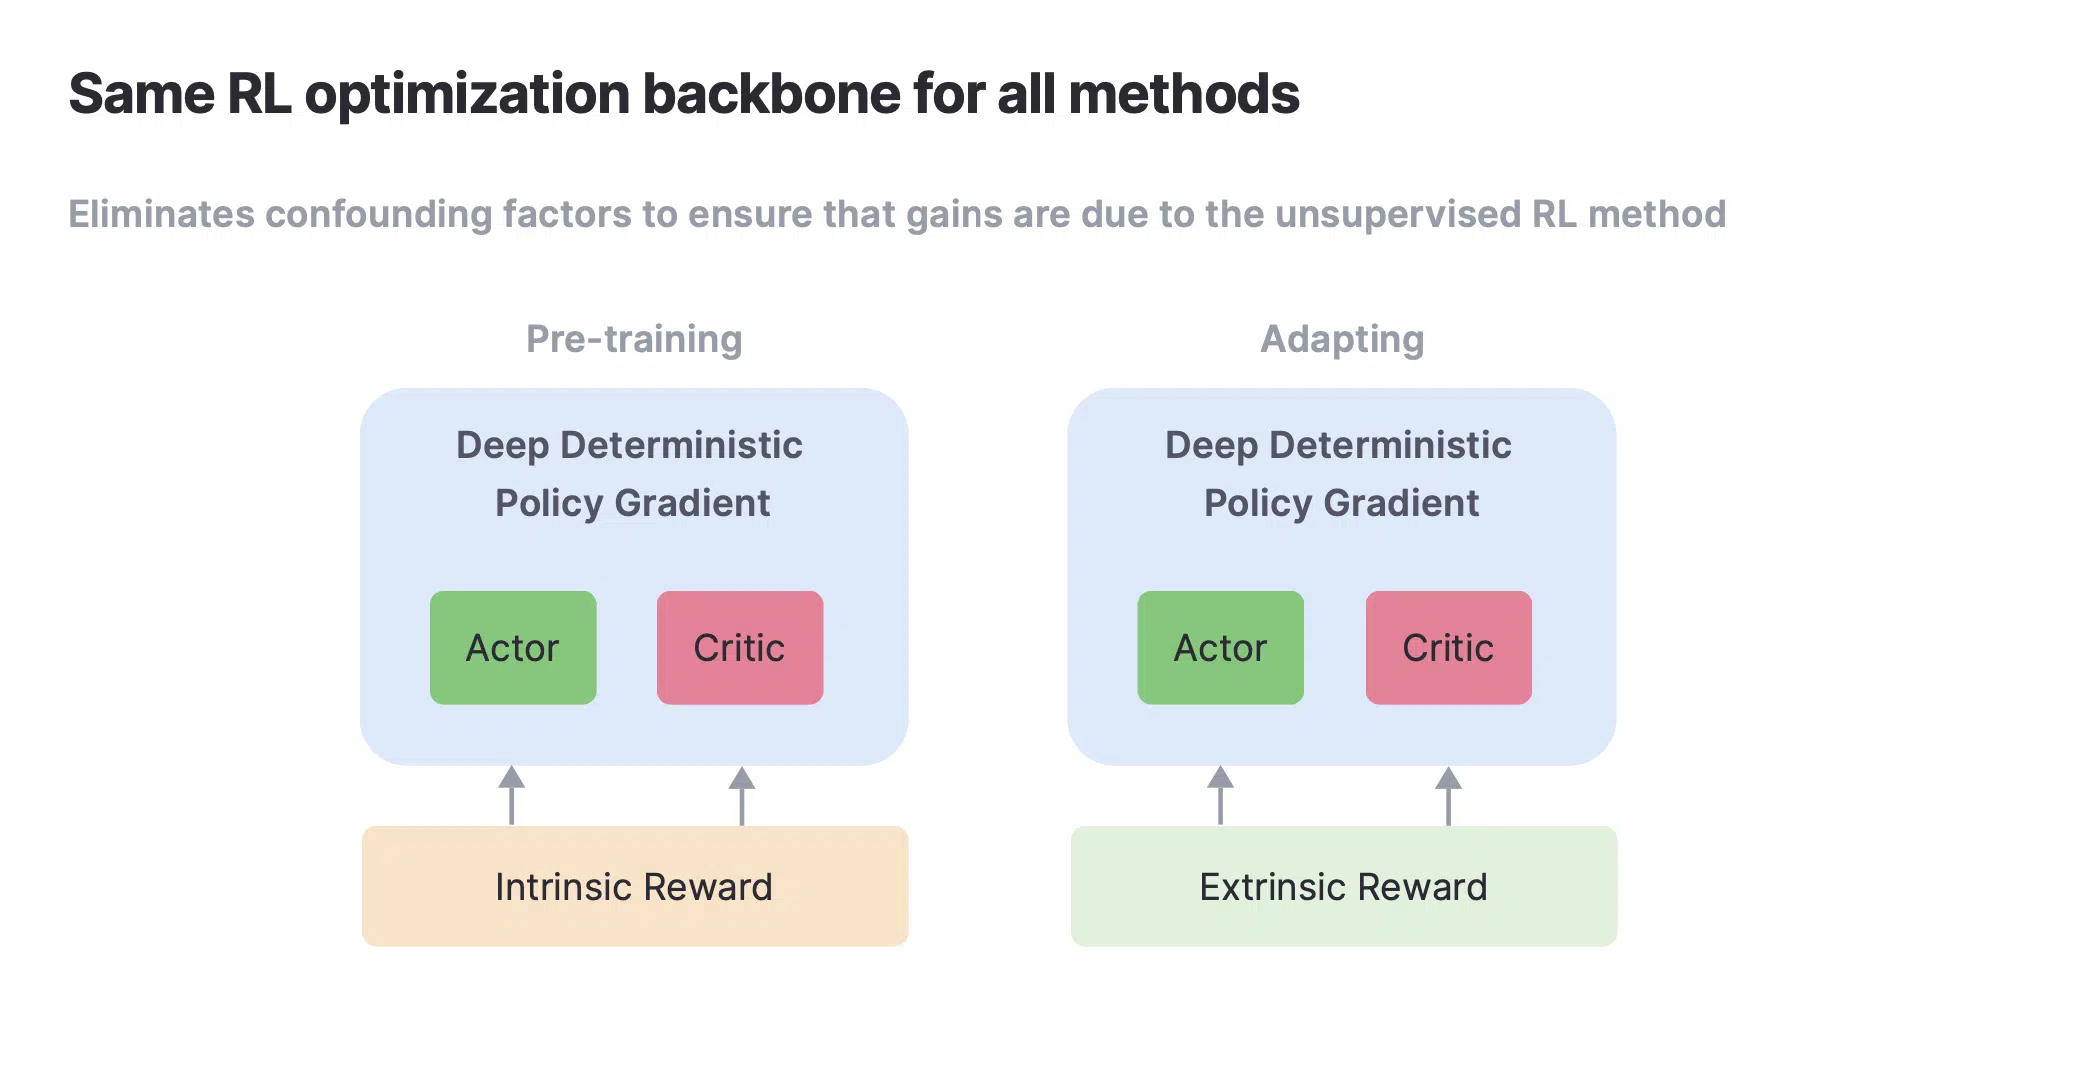 Same RL optimization backbone for all methods
Eliminates confounding factors to ensure that gains are due to the unsupervised RL method
Pre-training
Deep Deterministic
Policy Gradient
Actor
Critic
Intrinsic Reward
Adapting
Deep Deterministic
Policy Gradient
Actor
Critic
Extrinsic Reward